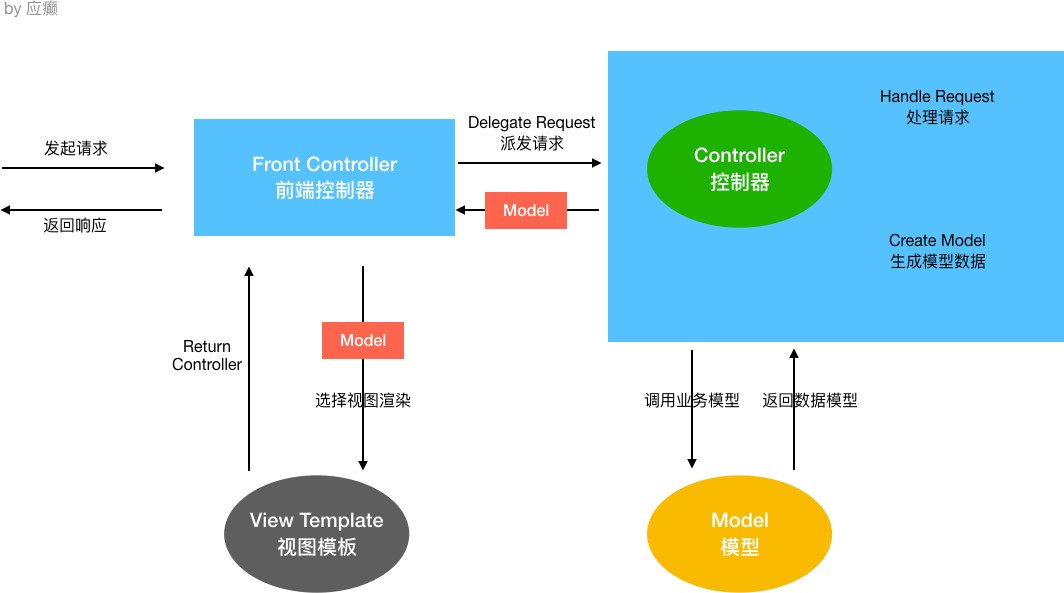 by 应癫
发起请求
返回响应
Front Controller
前端控制器
Delegate Request
派发请求
Model
Controller
控制器
Handle Request
处理请求
Create Model
生成模型数据
Return
Controller
Model
选择视图渲染
调用业务模型
返回数据模型
View Template
视图模板
Model
模型